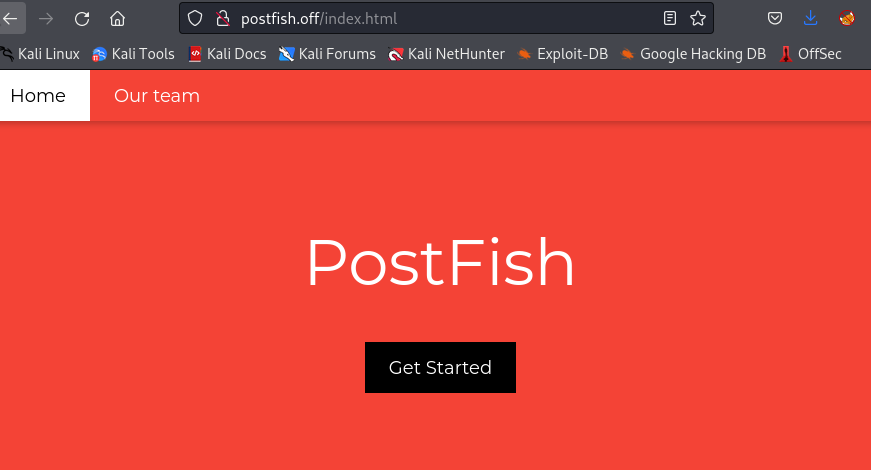 postfish.off/index.html
Kali Linux Kali Tools Kali Docs Kali Forums Kali NetHunter Exploit-DB Google Hacking DB OffSec
Home Our team
PostFish
Get Started